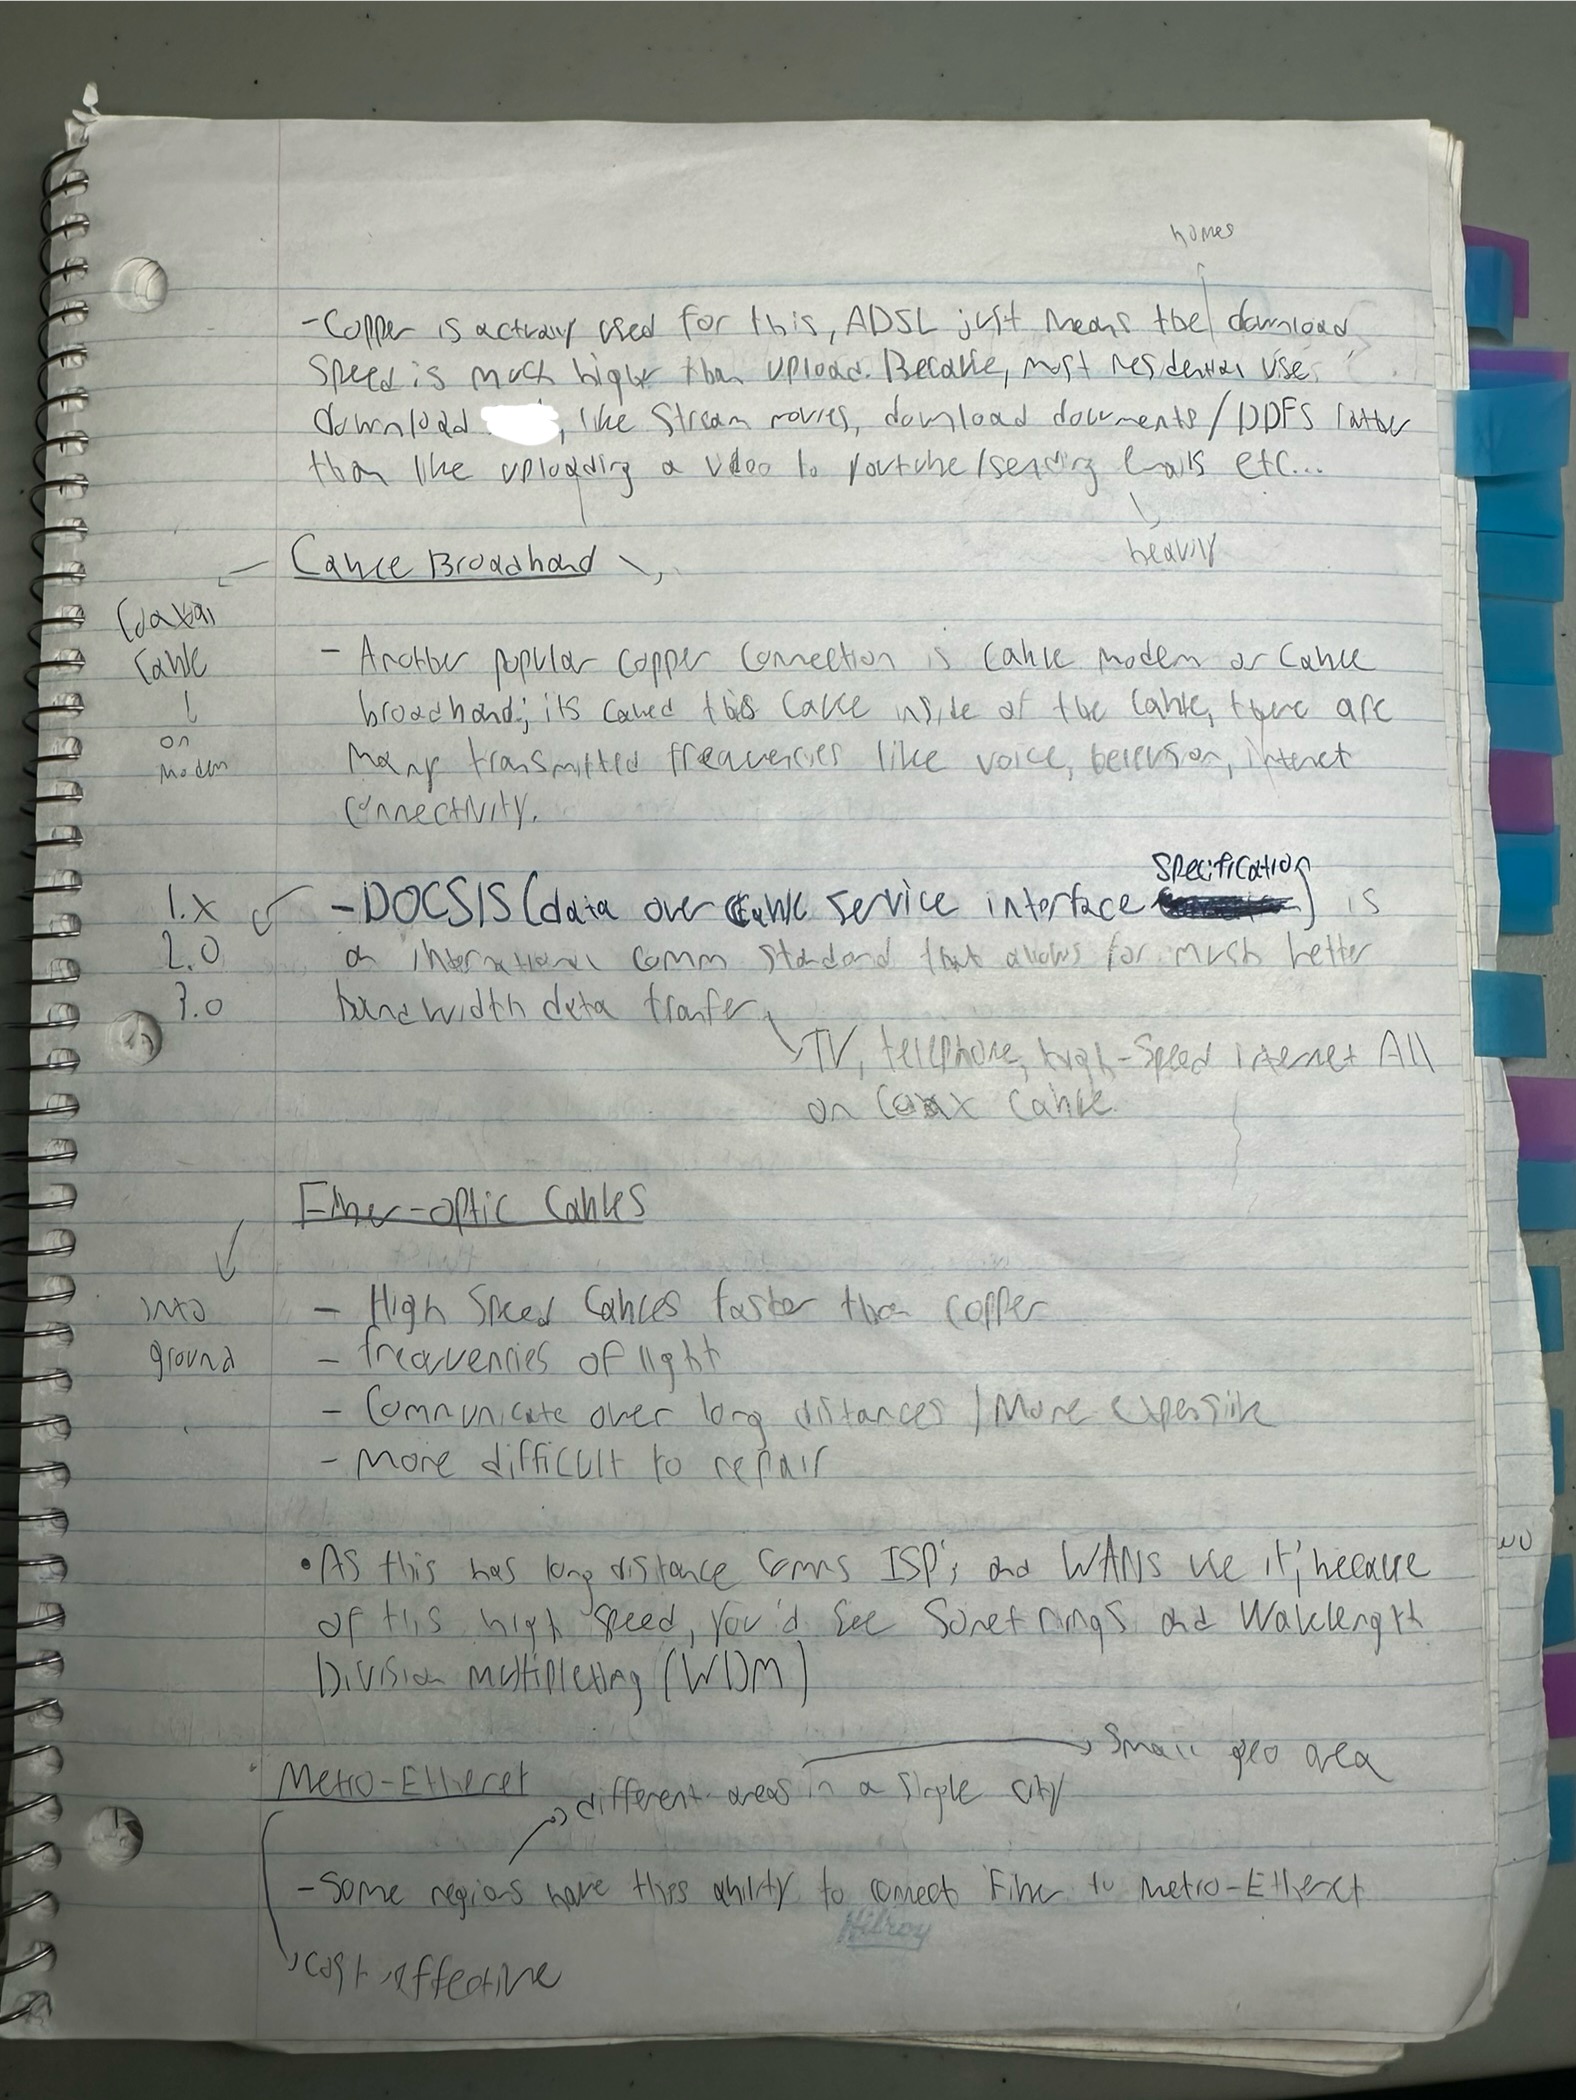 homes
-Copper is actually used for this, ADSL just means the download
speed is much higher than upload. Because, most residential use
download , like stream movies, download documents/PDFS rather
than like uploading a video to youtube/sending emails etc...
heavily
Cable Broadband
Coaxial
Cable
on
modem
- Another popular copper connection is cable modem or cable
broadband; its called this cause inside of the cable, there are
many transmitted frequencies like voice, television, internet
connectivity.
Specification
1.x
2.0
3.0
-DOCSIS (data over cable service interface ) is
an international comm standard that allows for much better
bandwidth data tranfer
TV, telephone, high-speed internet All
on coax cable.
Fiber-optic Cables
into
ground
- High speed cables faster than copper
- frequencies of light
- Communicate over long distances / More expensive
- more difficult to repair
•As this has long distance comms ISP's and WANs use it; because
of this high speed, you'd see Sonet rings and Wavelength
Division multiplexing (WDM)
small geo area
Metro-Ethernet
different areas in a single city
-Some regions have this ability to connect Fiber to Metro-Ethernet
Hilroy
cost effective